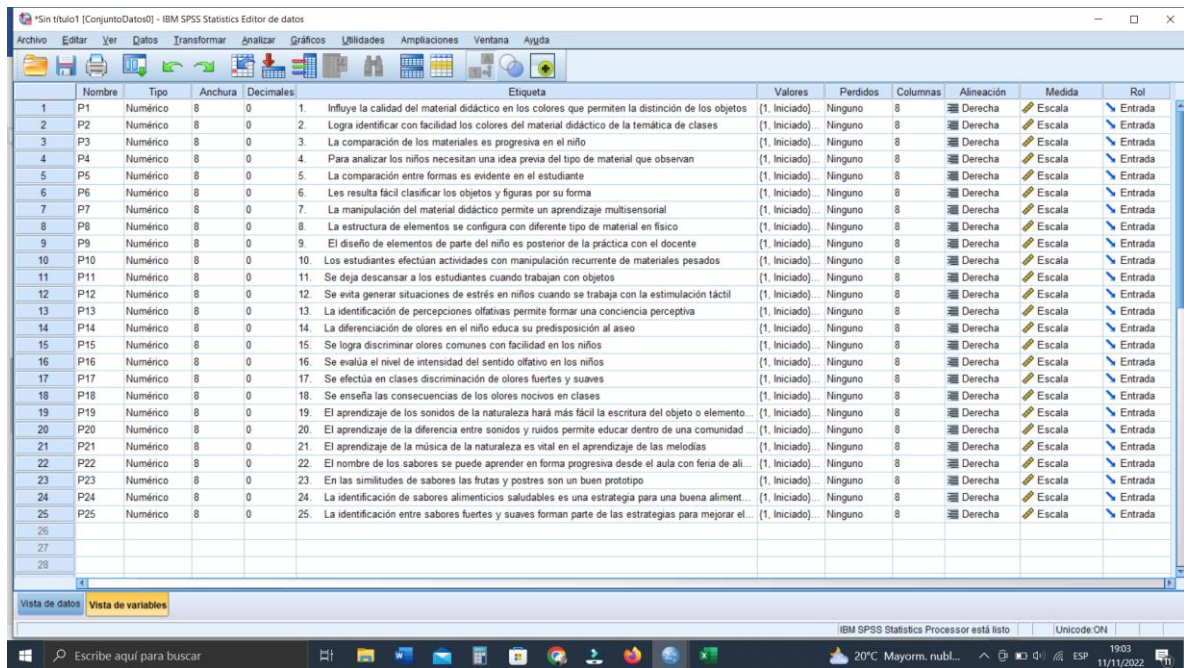 *Sin título1 [ConjuntoDatos0] - IBM SPSS Statistics Editor de datos
Archivo Editar Ver Datos Transformar Analizar Gráficos Utilidades Ampliaciones Ventana Ayuda
Nombre Tipo Anchura Decimales Etiqueta Valores Perdidos Columnas Alineación Medida Rol
1 P1 Numérico 8 0 1. Influye la calidad del material didáctico en los colores que permiten la distinción de los objetos {1, Iniciado}... Ninguno 8 Derecha Escala Entrada
2 P2 Numérico 8 0 2. Logra identificar con facilidad los colores del material didáctico de la temática de clases {1, Iniciado}... Ninguno 8 Derecha Escala Entrada
3 P3 Numérico 8 0 3. La comparación de los materiales es progresiva en el niño {1, Iniciado}... Ninguno 8 Derecha Escala Entrada
4 P4 Numérico 8 0 4. Para analizar los niños necesitan una idea previa del tipo de material que observan {1, Iniciado}... Ninguno 8 Derecha Escala Entrada
5 P5 Numérico 8 0 5. La comparación entre formas es evidente en el estudiante {1, Iniciado}... Ninguno 8 Derecha Escala Entrada
6 P6 Numérico 8 0 6. Les resulta fácil clasificar los objetos y figuras por su forma {1, Iniciado}... Ninguno 8 Derecha Escala Entrada
7 P7 Numérico 8 0 7. La manipulación del material didáctico permite un aprendizaje multisensorial {1, Iniciado}... Ninguno 8 Derecha Escala Entrada
8 P8 Numérico 8 0 8. La estructura de elementos se configura con diferente tipo de material en físico {1, Iniciado}... Ninguno 8 Derecha Escala Entrada
9 P9 Numérico 8 0 9. El diseño de elementos de parte del niño es posterior de la práctica con el docente {1, Iniciado}... Ninguno 8 Derecha Escala Entrada
10 P10 Numérico 8 0 10. Los estudiantes efectúan actividades con manipulación recurrente de materiales pesados {1, Iniciado}... Ninguno 8 Derecha Escala Entrada
11 P11 Numérico 8 0 11. Se deja descansar a los estudiantes cuando trabajan con objetos {1, Iniciado}... Ninguno 8 Derecha Escala Entrada
12 P12 Numérico 8 0 12. Se evita generar situaciones de estrés en niños cuando se trabaja con la estimulación táctil {1, Iniciado}... Ninguno 8 Derecha Escala Entrada
13 P13 Numérico 8 0 13. La identificación de percepciones olfativas permite formar una conciencia perceptiva {1, Iniciado}... Ninguno 8 Derecha Escala Entrada
14 P14 Numérico 8 0 14. La diferenciación de olores en el niño educa su predisposición al aseo {1, Iniciado}... Ninguno 8 Derecha Escala Entrada
15 P15 Numérico 8 0 15. Se logra discriminar olores comunes con facilidad en los niños {1, Iniciado}... Ninguno 8 Derecha Escala Entrada
16 P16 Numérico 8 0 16. Se evalúa el nivel de intensidad del sentido olfativo en los niños {1, Iniciado}... Ninguno 8 Derecha Escala Entrada
17 P17 Numérico 8 0 17. Se efectúa en clases discriminación de olores fuertes y suaves {1, Iniciado}... Ninguno 8 Derecha Escala Entrada
18 P18 Numérico 8 0 18. Se enseña las consecuencias de los olores nocivos en clases {1, Iniciado}... Ninguno 8 Derecha Escala Entrada
19 P19 Numérico 8 0 19. El aprendizaje de los sonidos de la naturaleza hará más fácil la escritura del objeto o elemento... {1, Iniciado}... Ninguno 8 Derecha Escala Entrada
20 P20 Numérico 8 0 20. El aprendizaje de la diferencia entre sonidos y ruidos permite educar dentro de una comunidad ... {1, Iniciado}... Ninguno 8 Derecha Escala Entrada
21 P21 Numérico 8 0 21. El aprendizaje de la música de la naturaleza es vital en el aprendizaje de las melodías {1, Iniciado}... Ninguno 8 Derecha Escala Entrada
22 P22 Numérico 8 0 22. El nombre de los sabores se puede aprender en forma progresiva desde el aula con feria de ali... {1, Iniciado}... Ninguno 8 Derecha Escala Entrada
23 P23 Numérico 8 0 23. En las similitudes de sabores las frutas y postres son un buen prototipo {1, Iniciado}... Ninguno 8 Derecha Escala Entrada
24 P24 Numérico 8 0 24. La identificación de sabores alimenticios saludables es una estrategia para una buena aliment... {1, Iniciado}... Ninguno 8 Derecha Escala Entrada
25 P25 Numérico 8 0 25. La identificación entre sabores fuertes y suaves forman parte de las estrategias para mejorar el... {1, Iniciado}... Ninguno 8 Derecha Escala Entrada
26
27
28
Vista de datos Vista de variables
IBM SPSS Statistics Processor está listo Unicode:ON
Escribe aquí para buscar 20°C Mayorm. nubl... ESP 19:03
11/11/2022